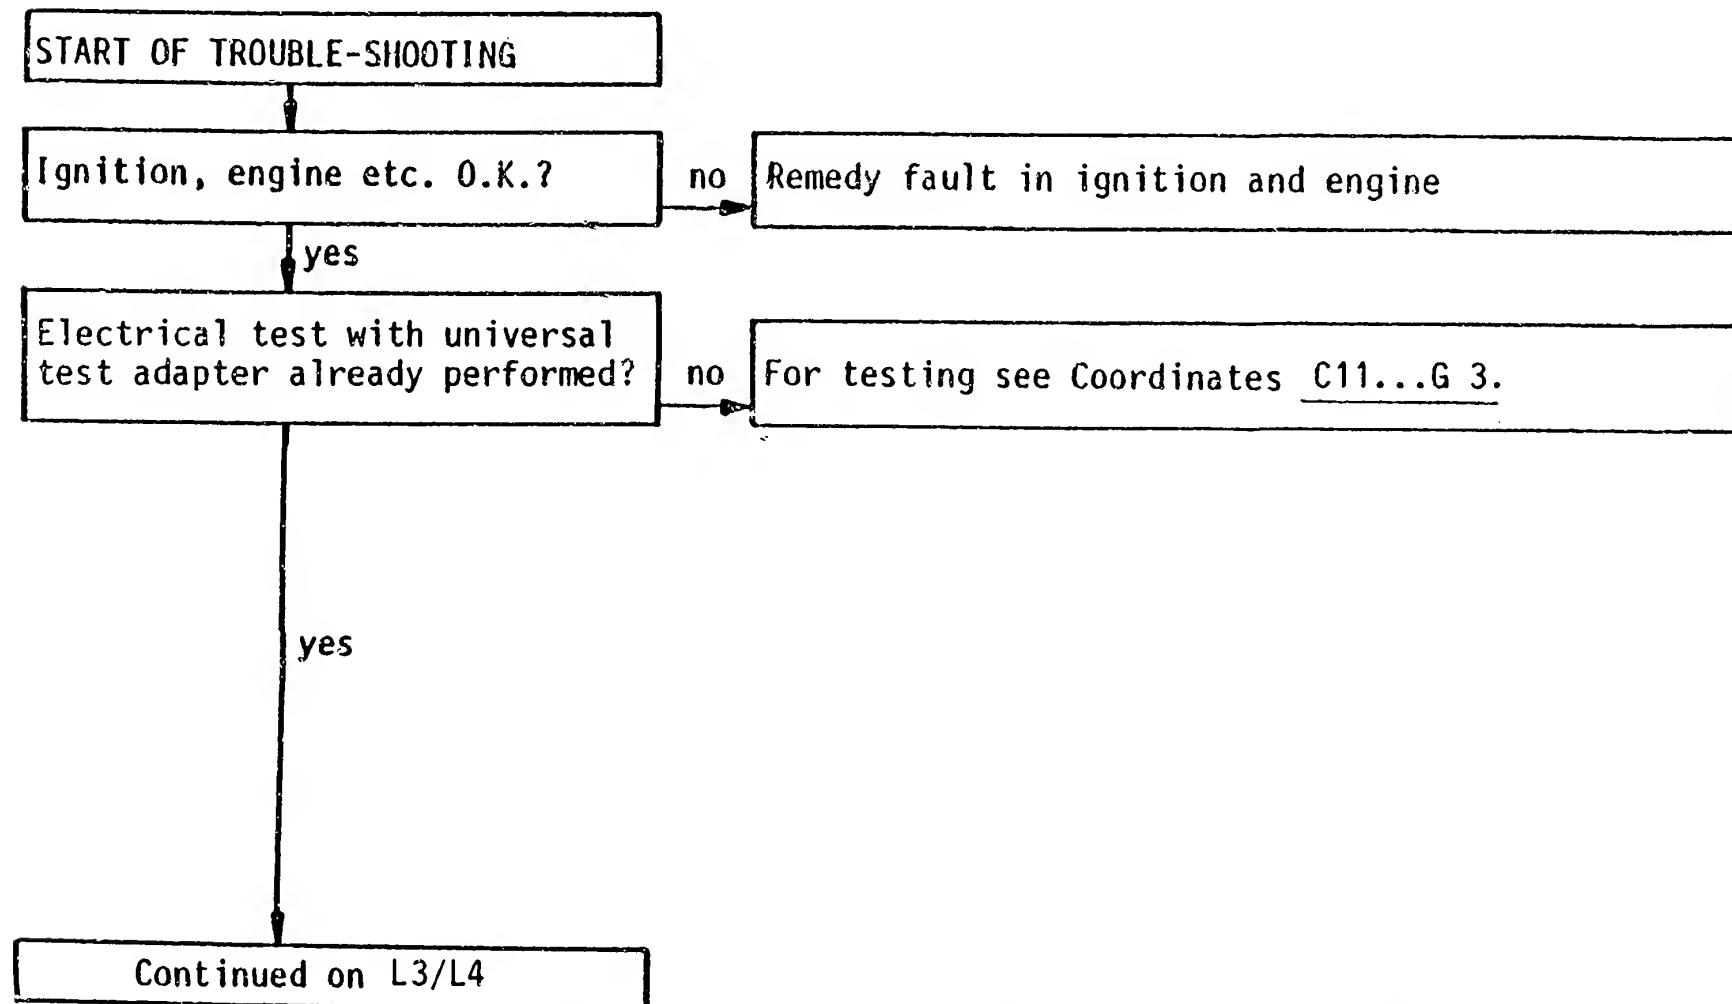 START OF TROUBLE-SHOOTING
Ignition, engine etc. O.K.?
no
Remedy fault in ignition and engine
yes
Electrical test with universal
test adapter already performed?
no
For testing see Coordinates C11...G 3.
yes
Continued on L3/L4